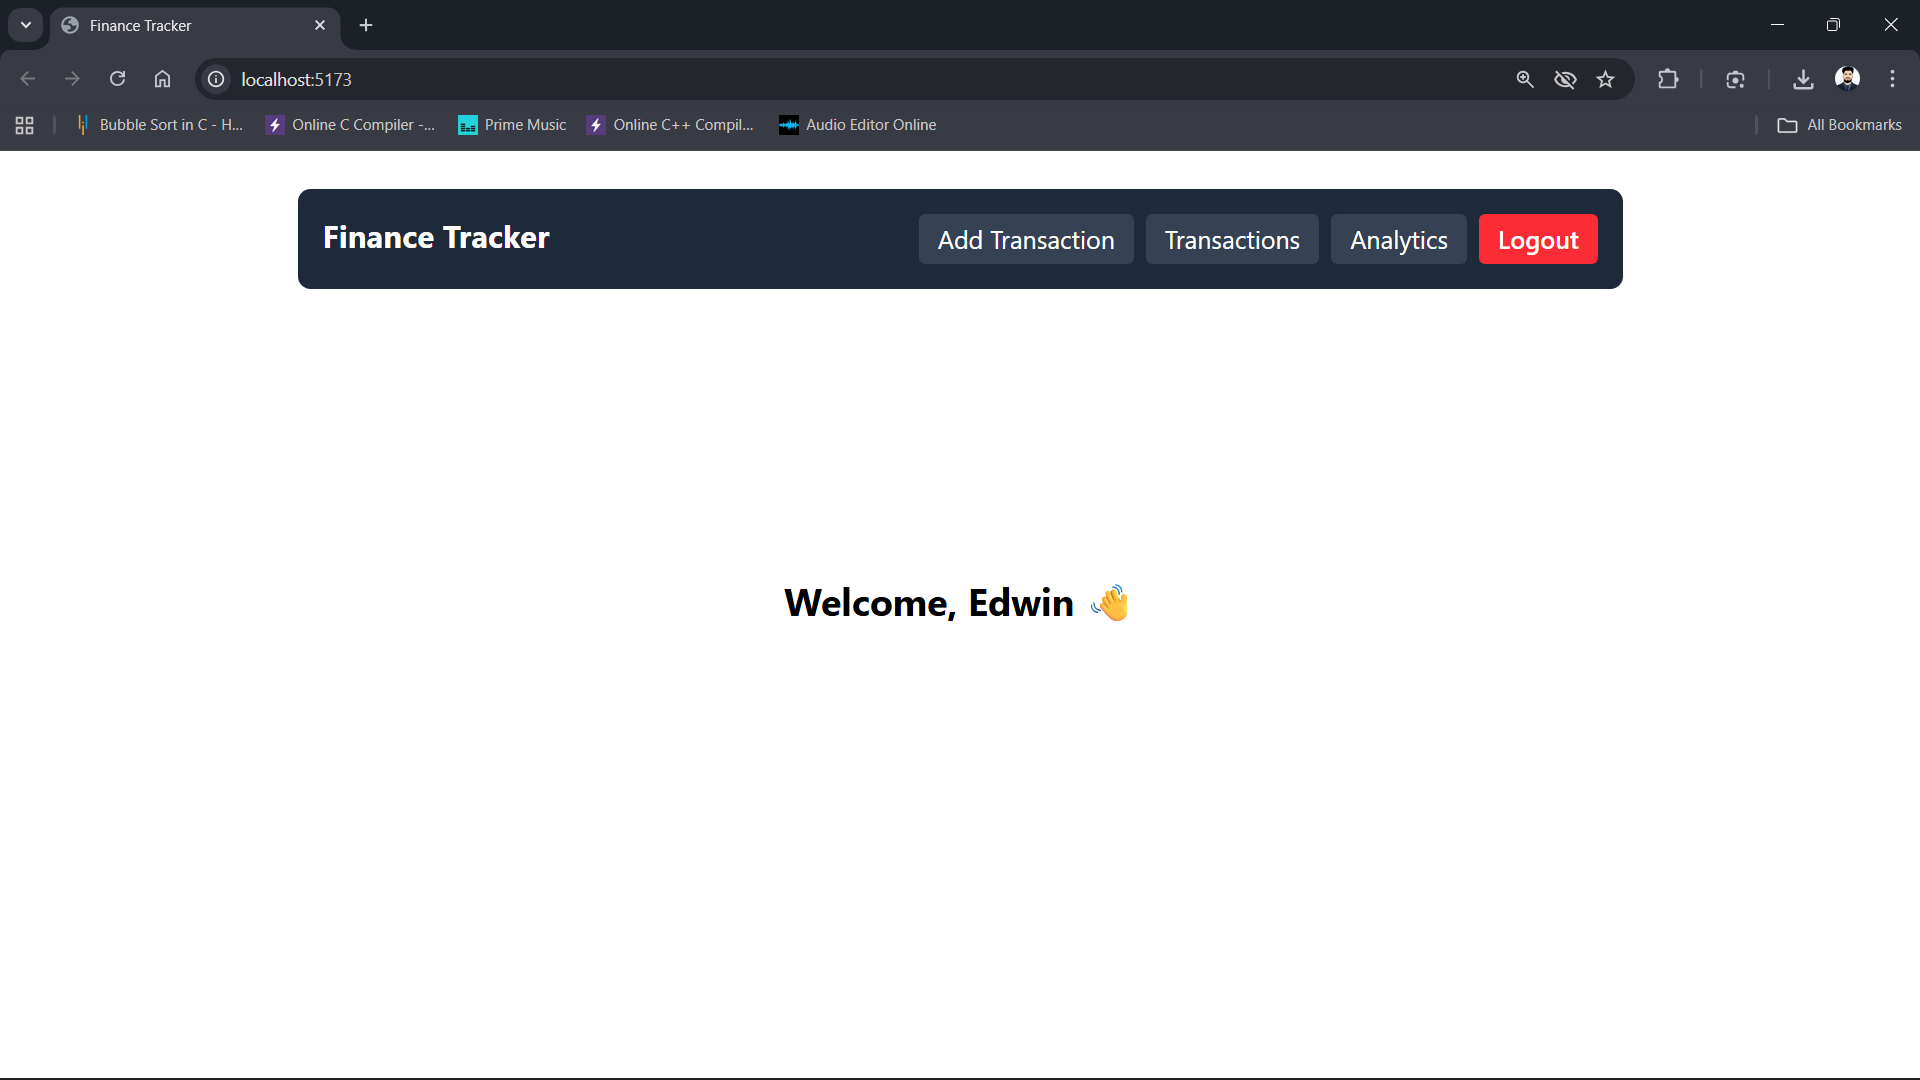 Finance Tracker
localhost:5173
Bubble Sort in C - H...
Online C Compiler -...
Prime Music
Online C++ Compil...
Audio Editor Online
All Bookmarks
Finance Tracker
Add Transaction
Transactions
Analytics
Logout
Welcome, Edwin 👋